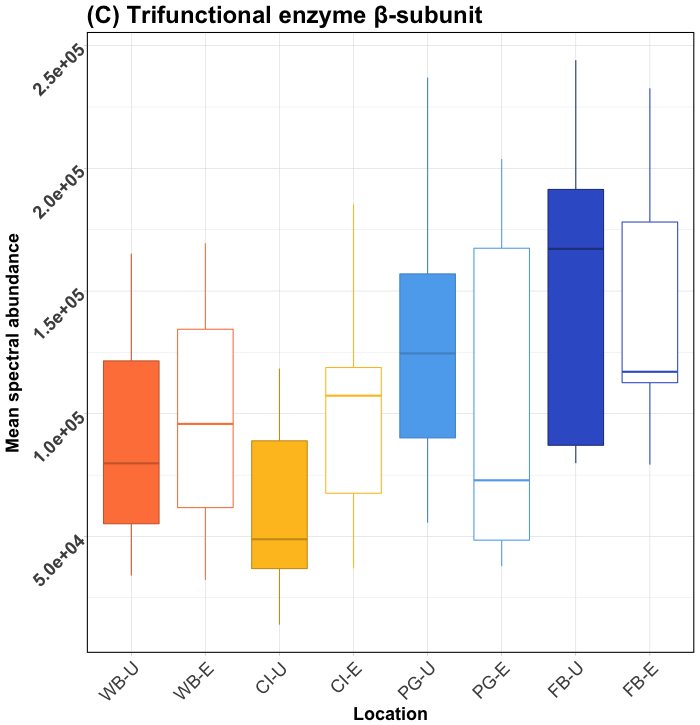 (C) Trifunctional enzyme β-subunit
Mean spectral abundance
2.5e+05
2.0e+05
1.5e+05
1.0e+05
5.0e+04
WB-U
WB-E
CI-U
CI-E
PG-U
PG-E
FB-U
FB-E
Location